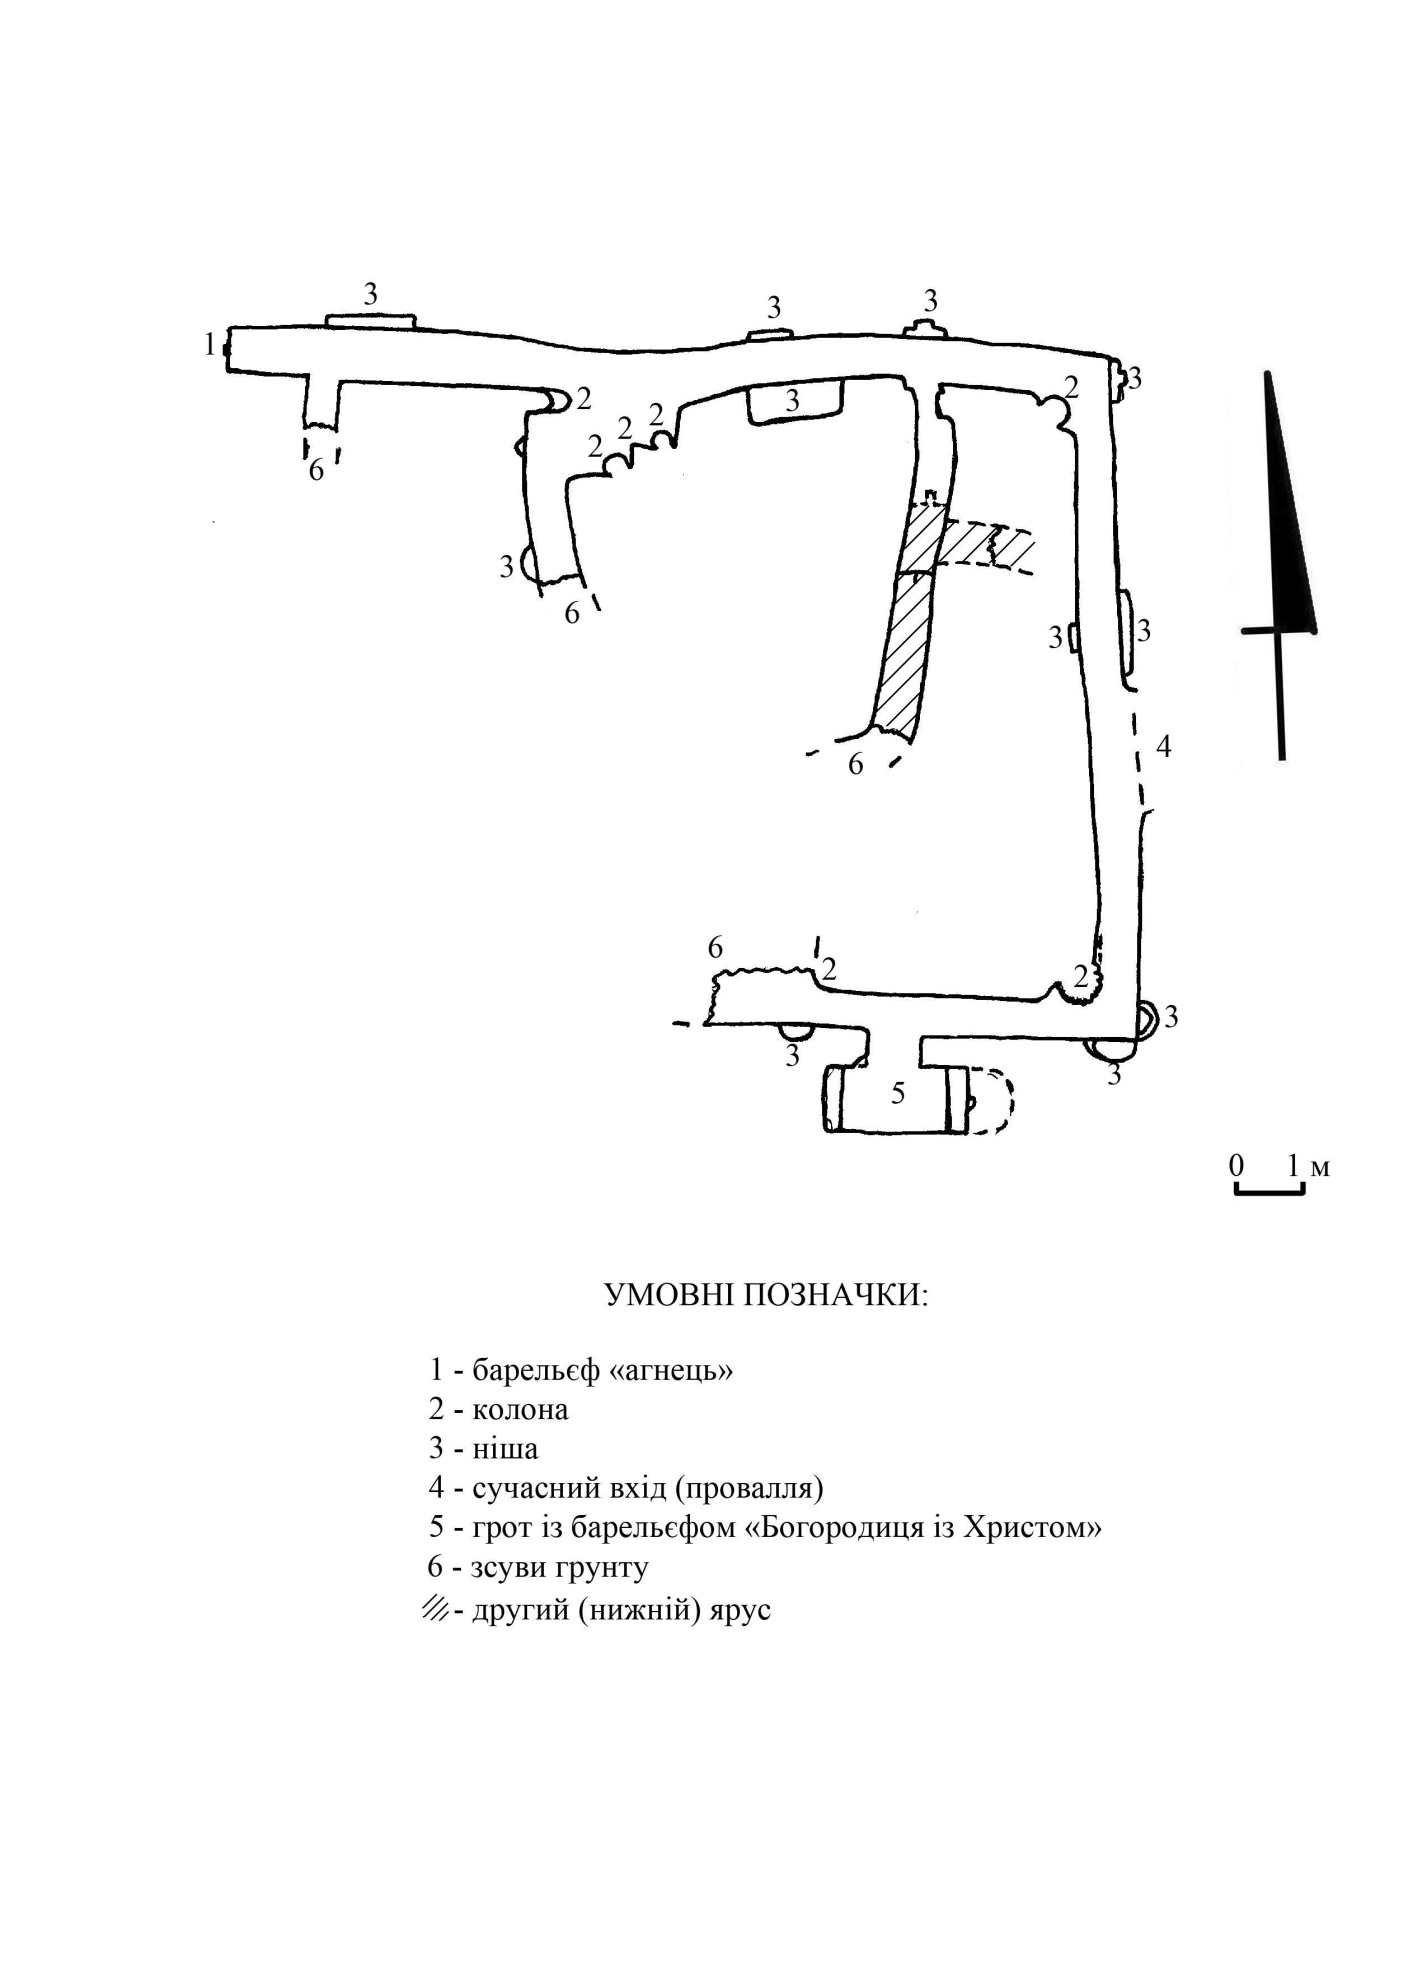 3
3
3
1
3
2
2
3
2
2
2
6
3
6
3
3
4
6
6
2
2
3
3
3
5
0 1 м
УМОВНІ ПОЗНАЧКИ:
1 - барельєф «агнець»
2 - колона
3 - ніша
4 - сучасний вхід (провалля)
5 - грот із барельєфом «Богородиця із Христом»
6 - зсуви грунту
- другий (нижній) ярус